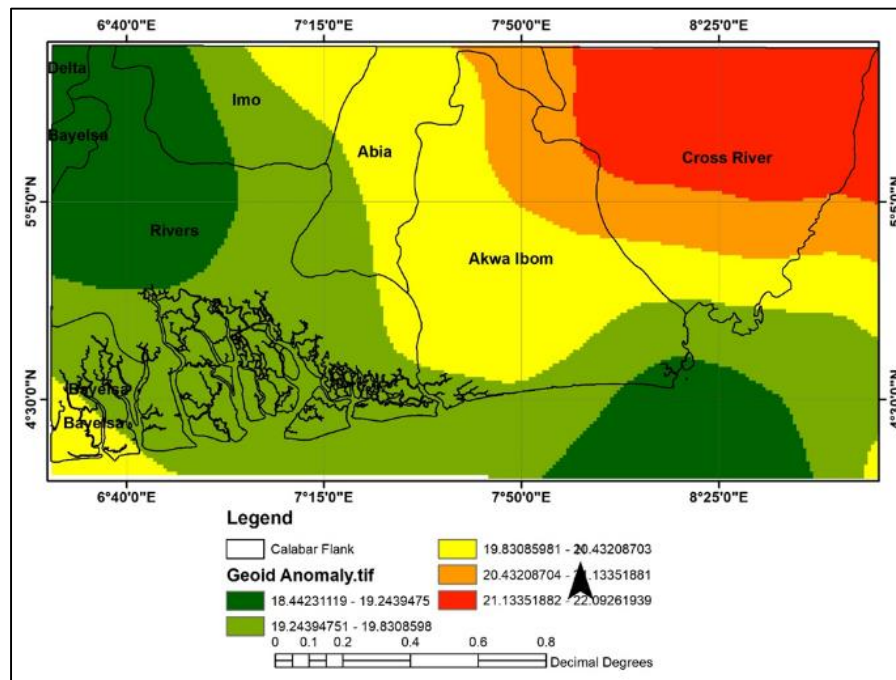 6°40'0"E 7°15'0"E 7°50'0"E 8°25'0"E
Delta
Imo
Bayelsa
Abia
Cross River
5°5'0"N 5°5'0"N
Rivers
Akwa Ibom
Bayelsa
4°30'0"N 4°30'0"N
Bayelsa
6°40'0"E 7°15'0"E 7°50'0"E 8°25'0"E
Legend
Calabar Flank
Geoid Anomaly.tif
18.44231119 - 19.2439475
19.24394751 - 19.8308598
19.83085981 - 20.43208703
20.43208704 - 21.13351881
21.13351882 - 22.09261939
0 0.1 0.2 0.4 0.6 0.8
Decimal Degrees